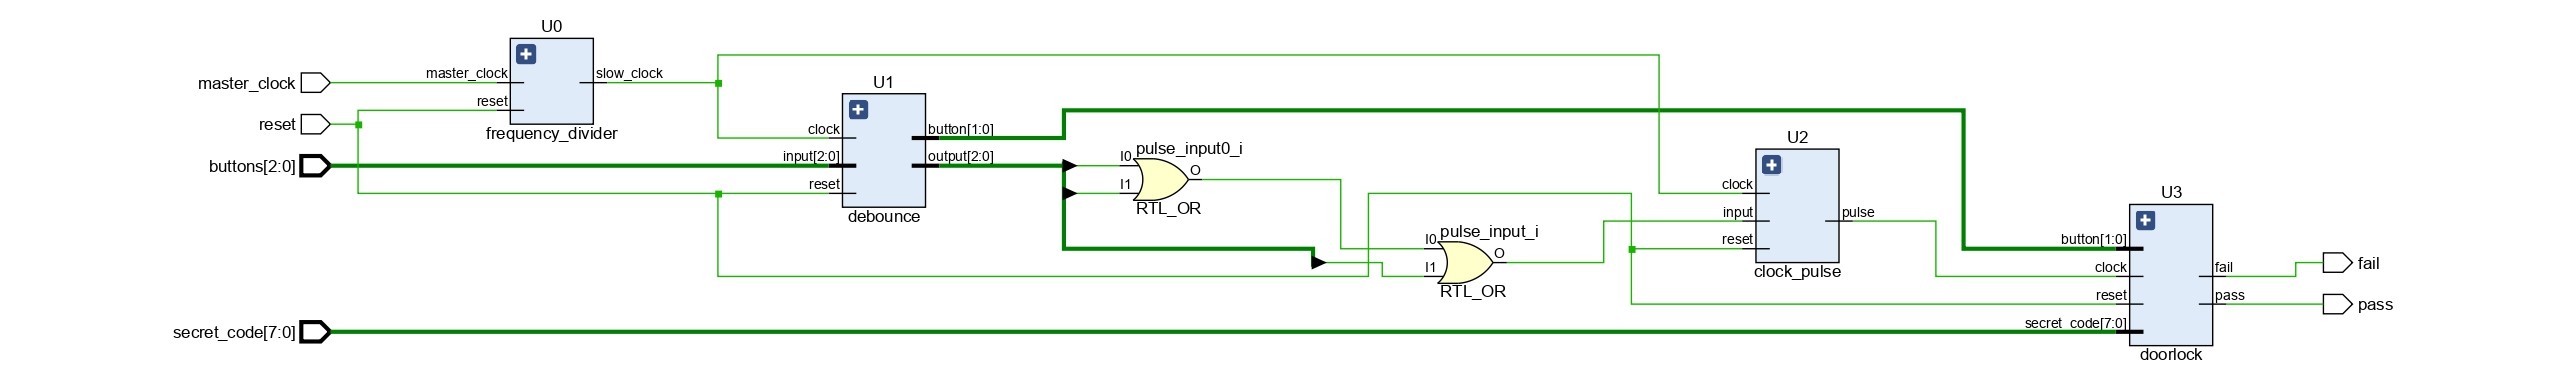 U0
master_clock
master_clock
slow_clock
reset
reset
frequency_divider
buttons[2:0]
U1
clock
button[1:0]
input[2:0]
output[2:0]
reset
debounce
I0
pulse_input0_i
I1
O
RTL_OR
I0
pulse_input_i
I1
O
RTL_OR
U2
clock
input
pulse
reset
clock_pulse
U3
button[1:0]
clock
fail
fail
reset
pass
pass
secret_code[7:0]
secret_code[7:0]
doorlock